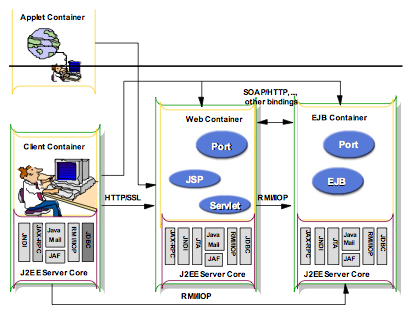 Applet Container
SOAP/HTTP, ...
other bindings
Web Container
EJB Container
Port
Port
Client Container
JSP
EJB
HTTP/SSL
Servlet
RMI/IIOP
JNDI
JAX-RPC
Java
Mail
JAF
RMI/IIOP
JDBC
JAX-RPC
JNDI
JTA
Java
Mail
JAF
RMI/IIOP
JDBC
JAX-RPC
JNDI
JTA
Java
Mail
JAF
RMI/IIOP
JDBC
J2EE Server Core
J2EE Server Core
J2EE Server Core
RMI/IIOP